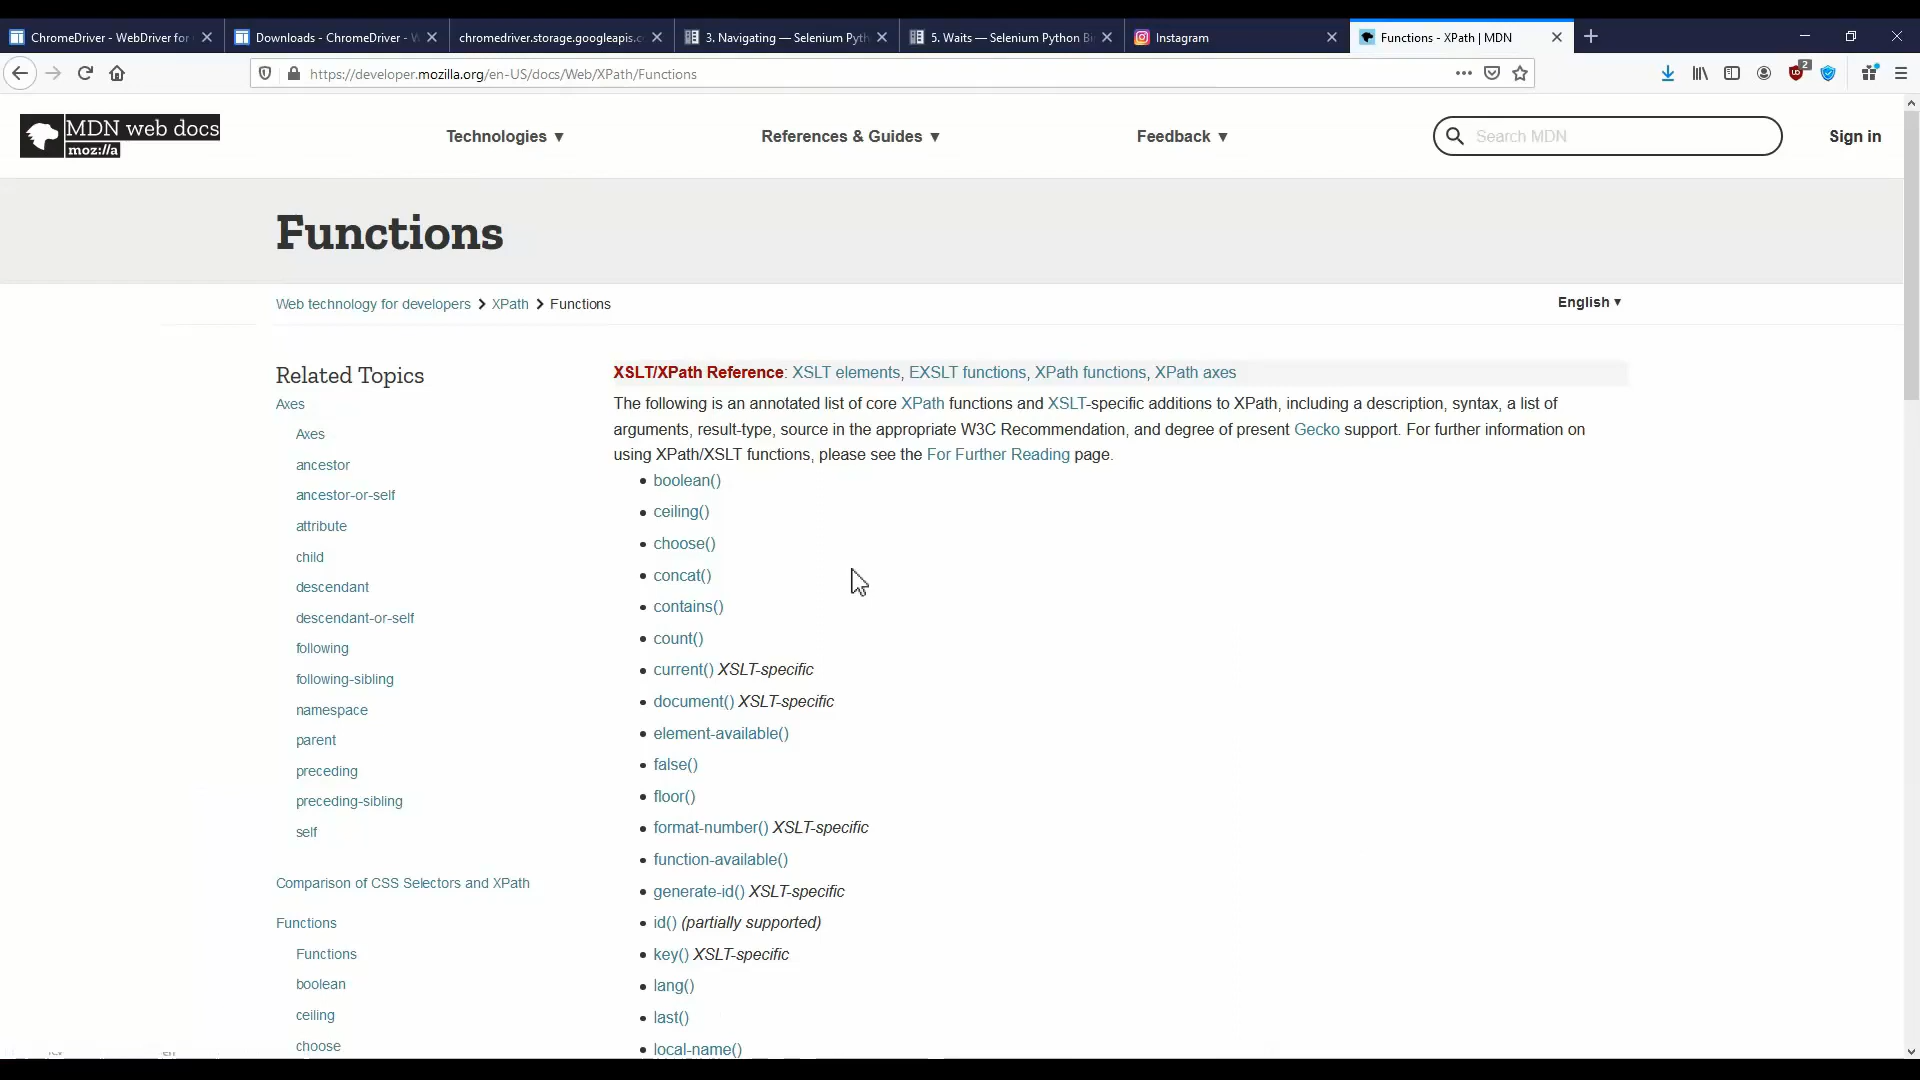 ChromeDriver - WebDriver for
Downloads - ChromeDriver - W
chromedriver.storage.googleapis.c
3. Navigating — Selenium Pyth
5. Waits — Selenium Python Bi
Instagram
Functions - XPath | MDN
https://developer.mozilla.org/en-US/docs/Web/XPath/Functions
2
MDN web docs
moz://a
Technologies ▼
References & Guides ▼
Feedback ▼
Search MDN
Sign in
Functions
Web technology for developers > XPath > Functions
English ▼
Related Topics
Axes
Axes
ancestor
ancestor-or-self
attribute
child
descendant
descendant-or-self
following
following-sibling
namespace
parent
preceding
preceding-sibling
self
Comparison of CSS Selectors and XPath
Functions
Functions
boolean
ceiling
choose
XSLT/XPath Reference: XSLT elements, EXSLT functions, XPath functions, XPath axes
The following is an annotated list of core XPath functions and XSLT-specific additions to XPath, including a description, syntax, a list of
arguments, result-type, source in the appropriate W3C Recommendation, and degree of present Gecko support. For further information on
using XPath/XSLT functions, please see the For Further Reading page.
• boolean()
• ceiling()
• choose()
• concat()
• contains()
• count()
• current() XSLT-specific
• document() XSLT-specific
• element-available()
• false()
• floor()
• format-number() XSLT-specific
• function-available()
• generate-id() XSLT-specific
• id() (partially supported)
• key() XSLT-specific
• lang()
• last()
• local-name()